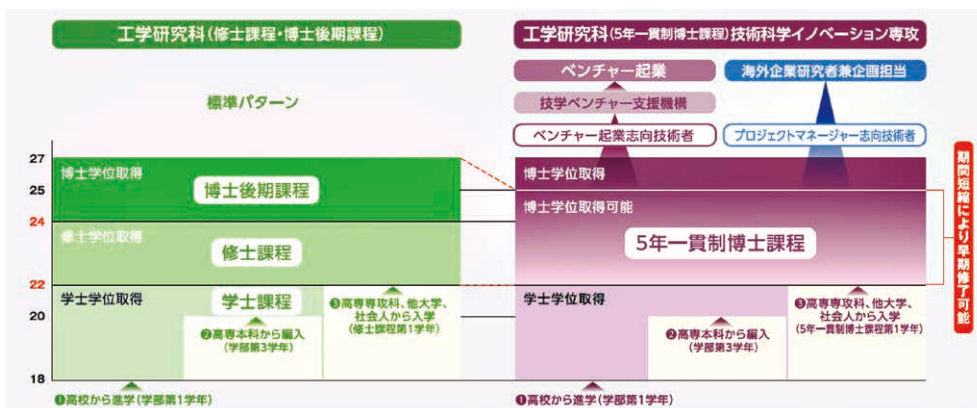 工学研究科(修士課程・博士後期課程)
標準パターン
27
25
24
22
20
18
博士学位取得
博士後期課程
修士学位取得
修士課程
学士学位取得
学士課程
❷高専本科から編入
(学部第3学年)
❸高専専攻科、他大学、
社会人から入学
(修士課程第1学年)
❶高校から進学(学部第1学年)
工学研究科(5年一貫制博士課程)技術科学イノベーション専攻
ベンチャー起業
海外企業研究者兼企画担当
技学ベンチャー支援機構
ベンチャー起業志向技術者
プロジェクトマネージャー志向技術者
博士学位取得
博士学位取得可能
5年一貫制博士課程
学士学位取得
❷高専本科から編入
(学部第3学年)
❸高専専攻科、他大学、
社会人から入学
(5年一貫制博士課程第1学年)
❶高校から進学(学部第1学年)
期間短縮により早期修了可能